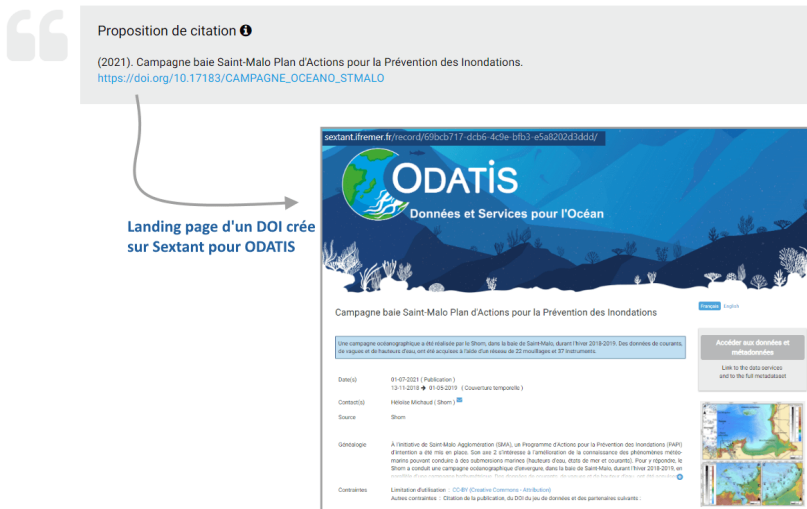 Proposition de citation
(2021). Campagne baie Saint-Malo Plan d'Actions pour la Prévention des Inondations.
https://doi.org/10.17183/CAMPAGNE_OCEANO_STMALO
sextant.ifremer.fr/record/69bcb717-dcb6-4c9e-bfb3-e5a8202d3ddd/
ODATIS
Données et Services pour l'Océan
Landing page d'un DOI crée
sur Sextant pour ODATIS
Campagne baie Saint-Malo Plan d'Actions pour la Prévention des Inondations
Français English
Une campagne océanographique a été réalisée par le Shom, dans la baie de Saint-Malo, durant l'hiver 2018-2019. Des données de courants,
de vagues et de hauteurs d'eau, ont été acquises à l'aide d'un réseau de 22 mouillages et 37 instruments.
Accéder aux données et
métadonnées
Link to the data services
and to the full metadataset
Date(s) 01-07-2021 ( Publication )
13-11-2018 → 01-05-2019 ( Couverture temporelle )
Contact(s) Héloïse Michaud ( Shom )
Source Shom
Généalogie À l'initiative de Saint-Malo Agglomération (SMA), un Programme d'Actions pour la Prévention des Inondations (PAPI)
d'intention a été mis en place. Son axe 2 s'intéresse à l'amélioration de la connaissance des phénomènes météo-
marins pouvant conduire à des submersions marines (hauteurs d'eau, états de mer et courants). Pour y répondre, le
Shom a conduit une campagne océanographique d'envergure, dans la baie de Saint-Malo, durant l'hiver 2018-2019, en
Contraintes Limitation d'utilisation : CC-BY (Creative Commons - Attribution)
Autres contraintes : Citation de la publication, du DOI du jeu de données et des partenaires suivants :